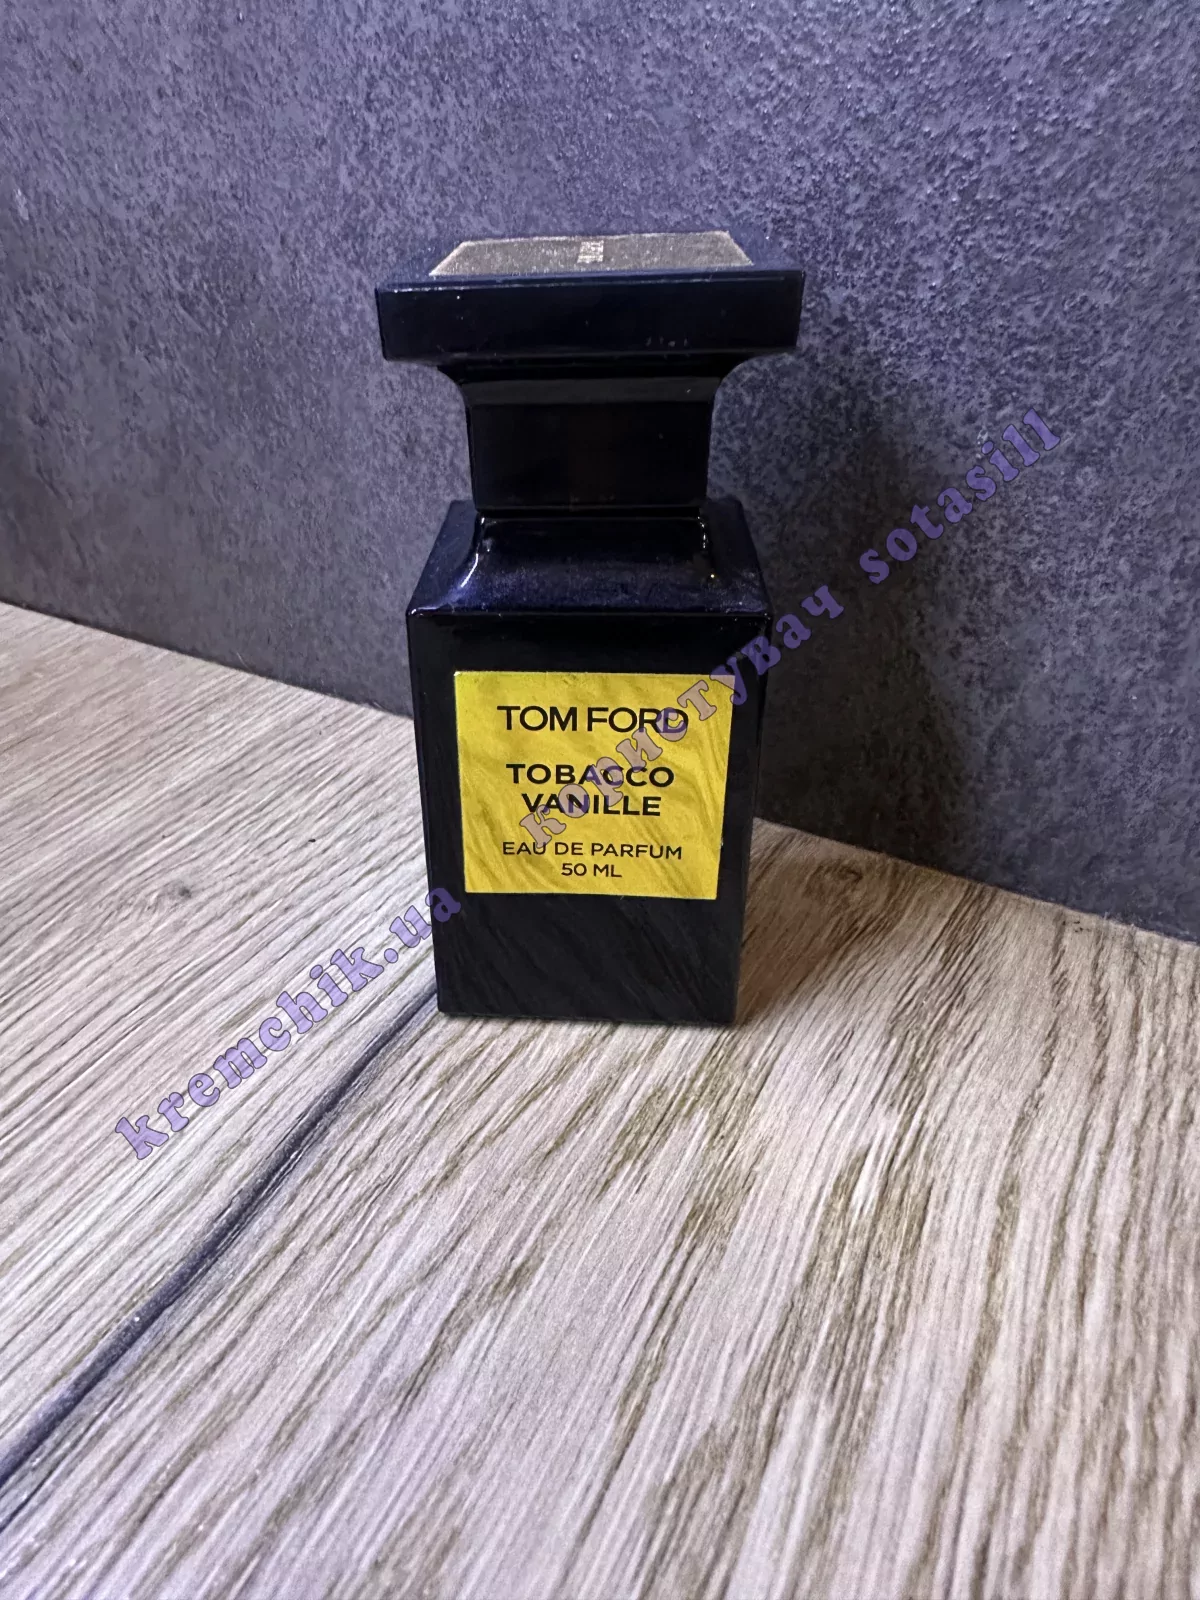 TOM FORD
TOBACCO
VANILLE
EAU DE PARFUM
50 ML
kremchik.ua користувач sotasill